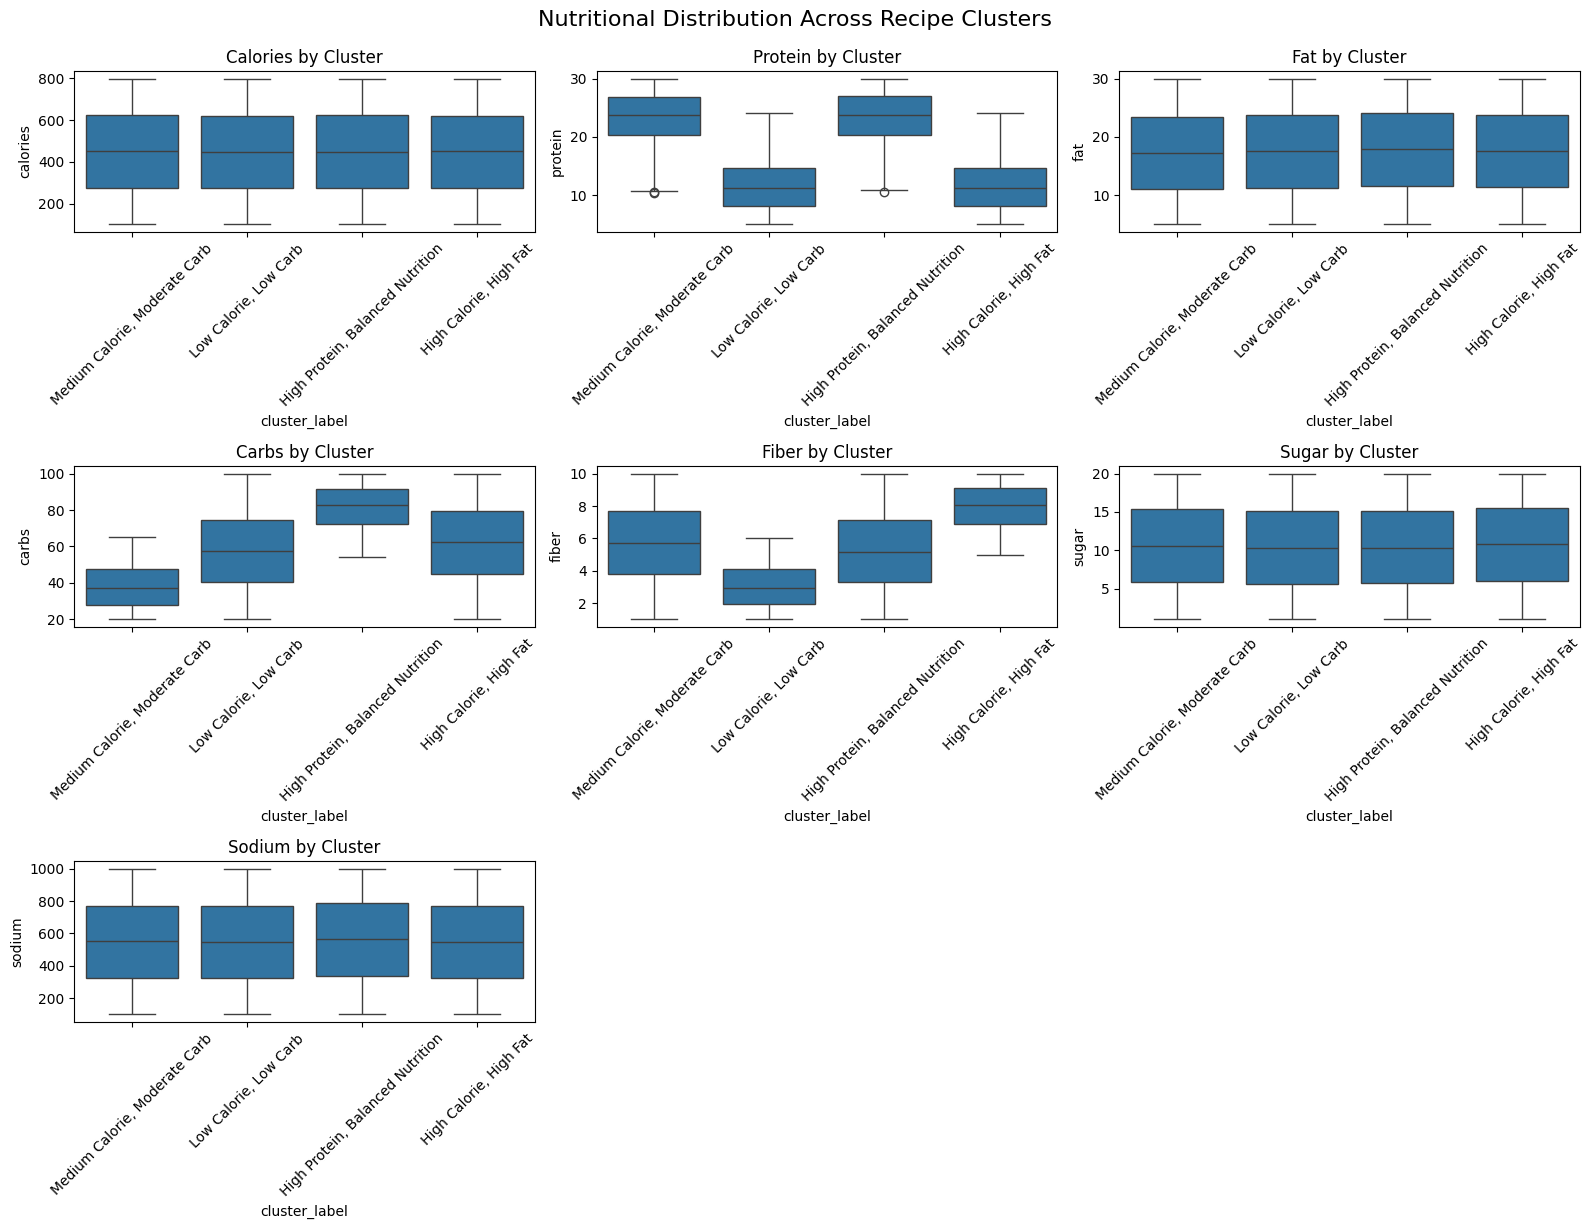 Nutritional Distribution Across Recipe Clusters
Calories by Cluster
800
600
400
200
calories
Medium Calorie, Moderate Carb
Low Calorie, Low Carb
High Protein, Balanced Nutrition
High Calorie, High Fat
cluster_label
Protein by Cluster
30
20
10
protein
Medium Calorie, Moderate Carb
Low Calorie, Low Carb
High Protein, Balanced Nutrition
High Calorie, High Fat
cluster_label
Fat by Cluster
30
20
10
fat
Medium Calorie, Moderate Carb
Low Calorie, Low Carb
High Protein, Balanced Nutrition
High Calorie, High Fat
cluster_label
Carbs by Cluster
100
80
60
40
20
carbs
Medium Calorie, Moderate Carb
Low Calorie, Low Carb
High Protein, Balanced Nutrition
High Calorie, High Fat
cluster_label
Fiber by Cluster
10
8
6
4
2
fiber
Medium Calorie, Moderate Carb
Low Calorie, Low Carb
High Protein, Balanced Nutrition
High Calorie, High Fat
cluster_label
Sugar by Cluster
20
15
10
5
sugar
Medium Calorie, Moderate Carb
Low Calorie, Low Carb
High Protein, Balanced Nutrition
High Calorie, High Fat
cluster_label
Sodium by Cluster
1000
800
600
400
200
sodium
Medium Calorie, Moderate Carb
Low Calorie, Low Carb
High Protein, Balanced Nutrition
High Calorie, High Fat
cluster_label